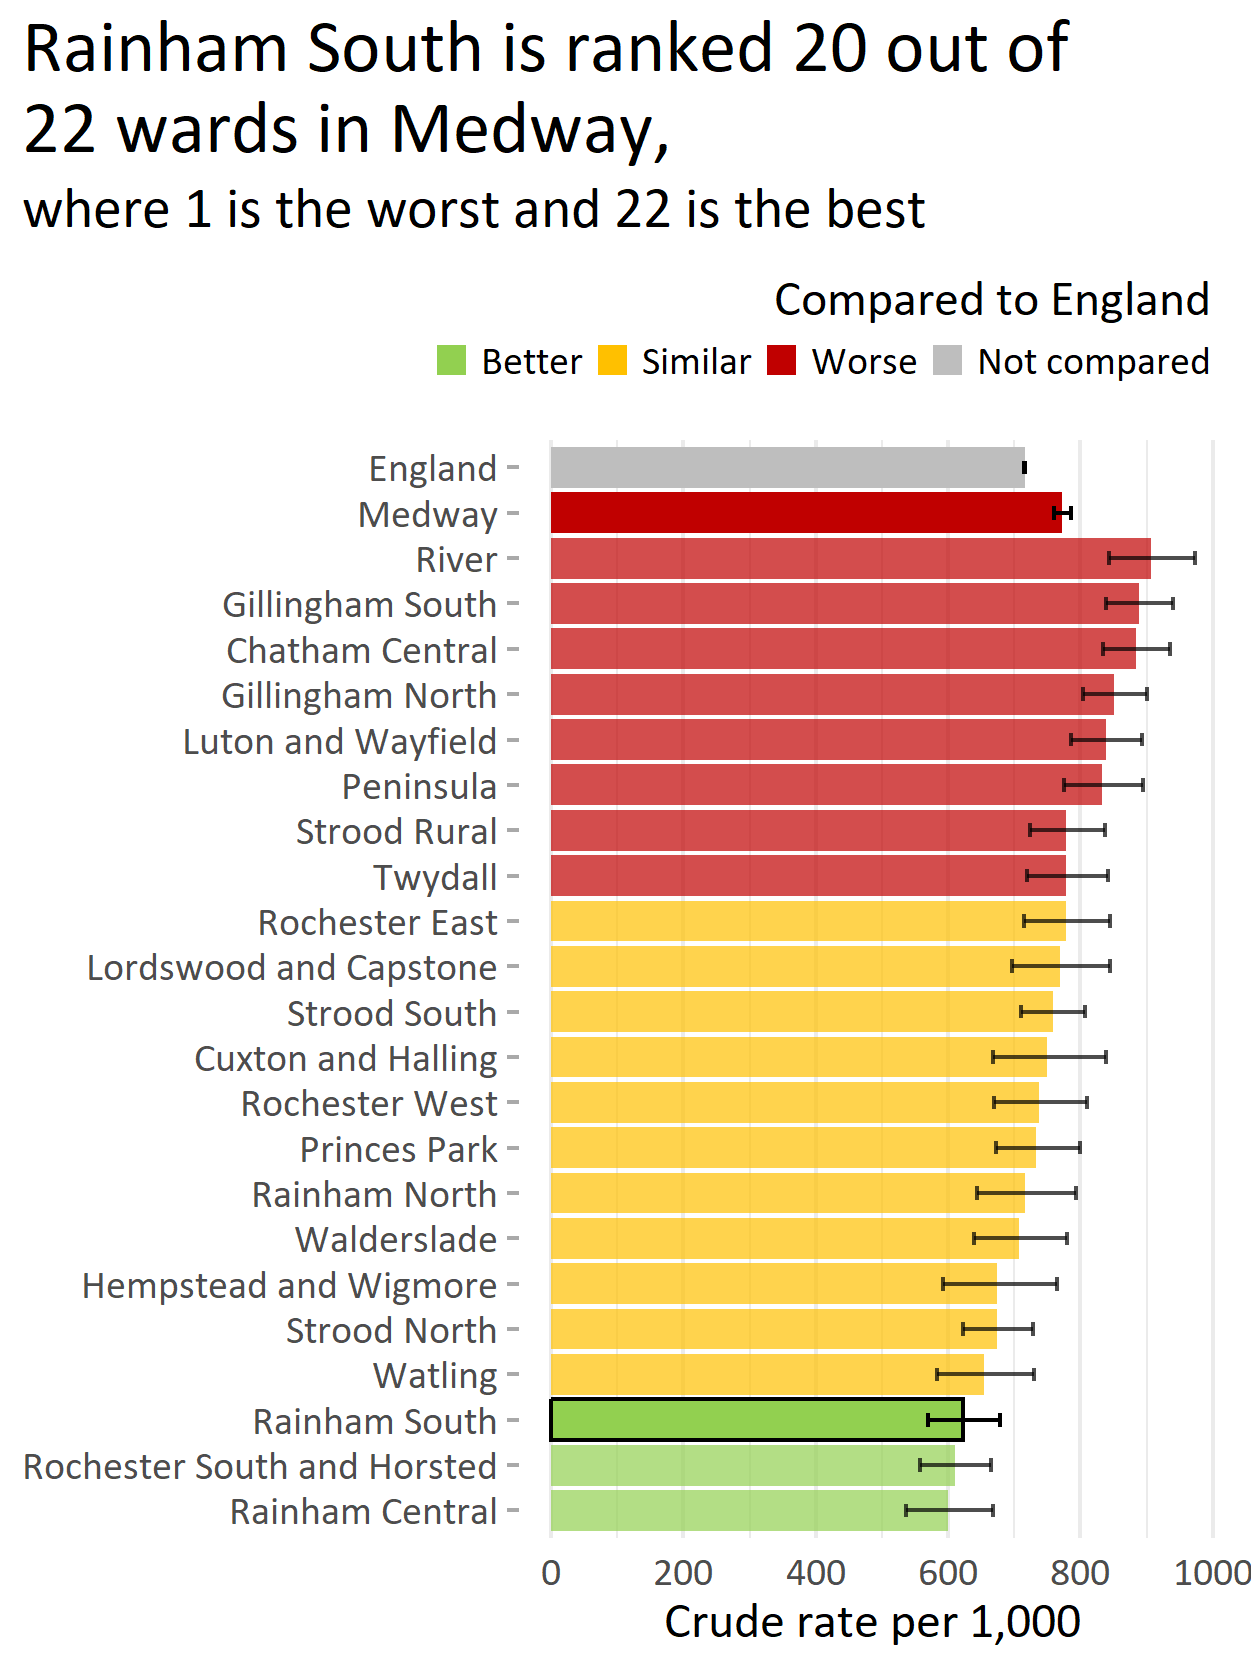 Rainham South is ranked 20 out of
22 wards in Medway,
where 1 is the worst and 22 is the best
Compared to England
Better Similar Worse Not compared
England
Medway
River
Gillingham South
Chatham Central
Gillingham North
Luton and Wayfield
Peninsula
Strood Rural
Twydall
Rochester East
Lordswood and Capstone
Strood South
Cuxton and Halling
Rochester West
Princes Park
Rainham North
Walderslade
Hempstead and Wigmore
Strood North
Watling
Rainham South
Rochester South and Horsted
Rainham Central
0 200 400 600 800 1000
Crude rate per 1,000